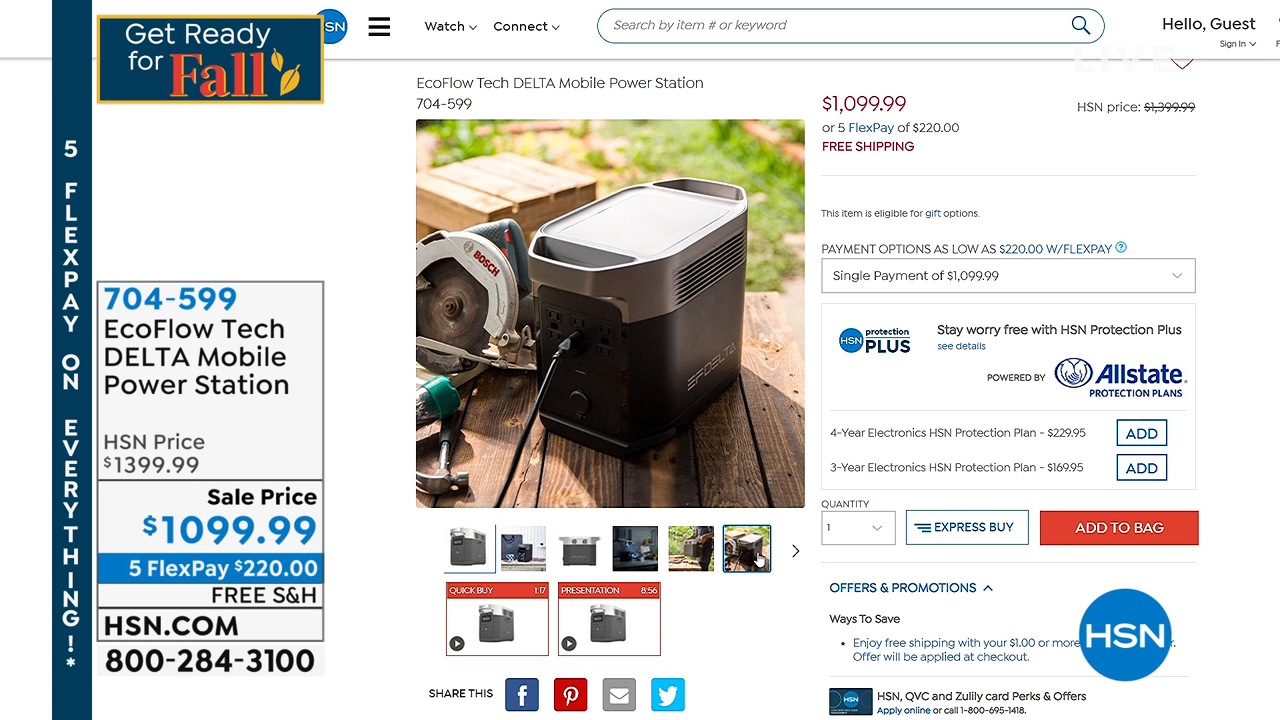 Get Ready
for Fall
5 FLEXPAY ON EVERYTHING!*
704-599
EcoFlow Tech
DELTA Mobile
Power Station
HSN Price
$1399.99
Sale Price
$1099.99
5 FlexPay $220.00
FREE S&H
HSN.COM
800-284-3100
SN
Watch
Connect
Search by item # or keyword
Hello, Guest
Sign In
F
LIVE
EcoFlow Tech DELTA Mobile Power Station
704-599
BOSCH
EFDELTA
QUICK BUY 1:17
PRESENTATION 8:56
SHARE THIS
$1,099.99
HSN price: $1,399.99
or 5 FlexPay of $220.00
FREE SHIPPING
This item is eligible for gift options.
PAYMENT OPTIONS AS LOW AS $220.00 W/FLEXPAY ?
Single Payment of $1,099.99
HSN protection PLUS
Stay worry free with HSN Protection Plus
see details
POWERED BY Allstate.
PROTECTION PLANS
4-Year Electronics HSN Protection Plan - $229.95 ADD
3-Year Electronics HSN Protection Plan - $169.95 ADD
QUANTITY
1
EXPRESS BUY
ADD TO BAG
OFFERS & PROMOTIONS
Ways To Save
• Enjoy free shipping with your $1.00 or more r.
Offer will be applied at checkout.
HSN
HSN
HSN, QVC and Zulily card Perks & Offers
Apply online or call 1-800-695-1418.